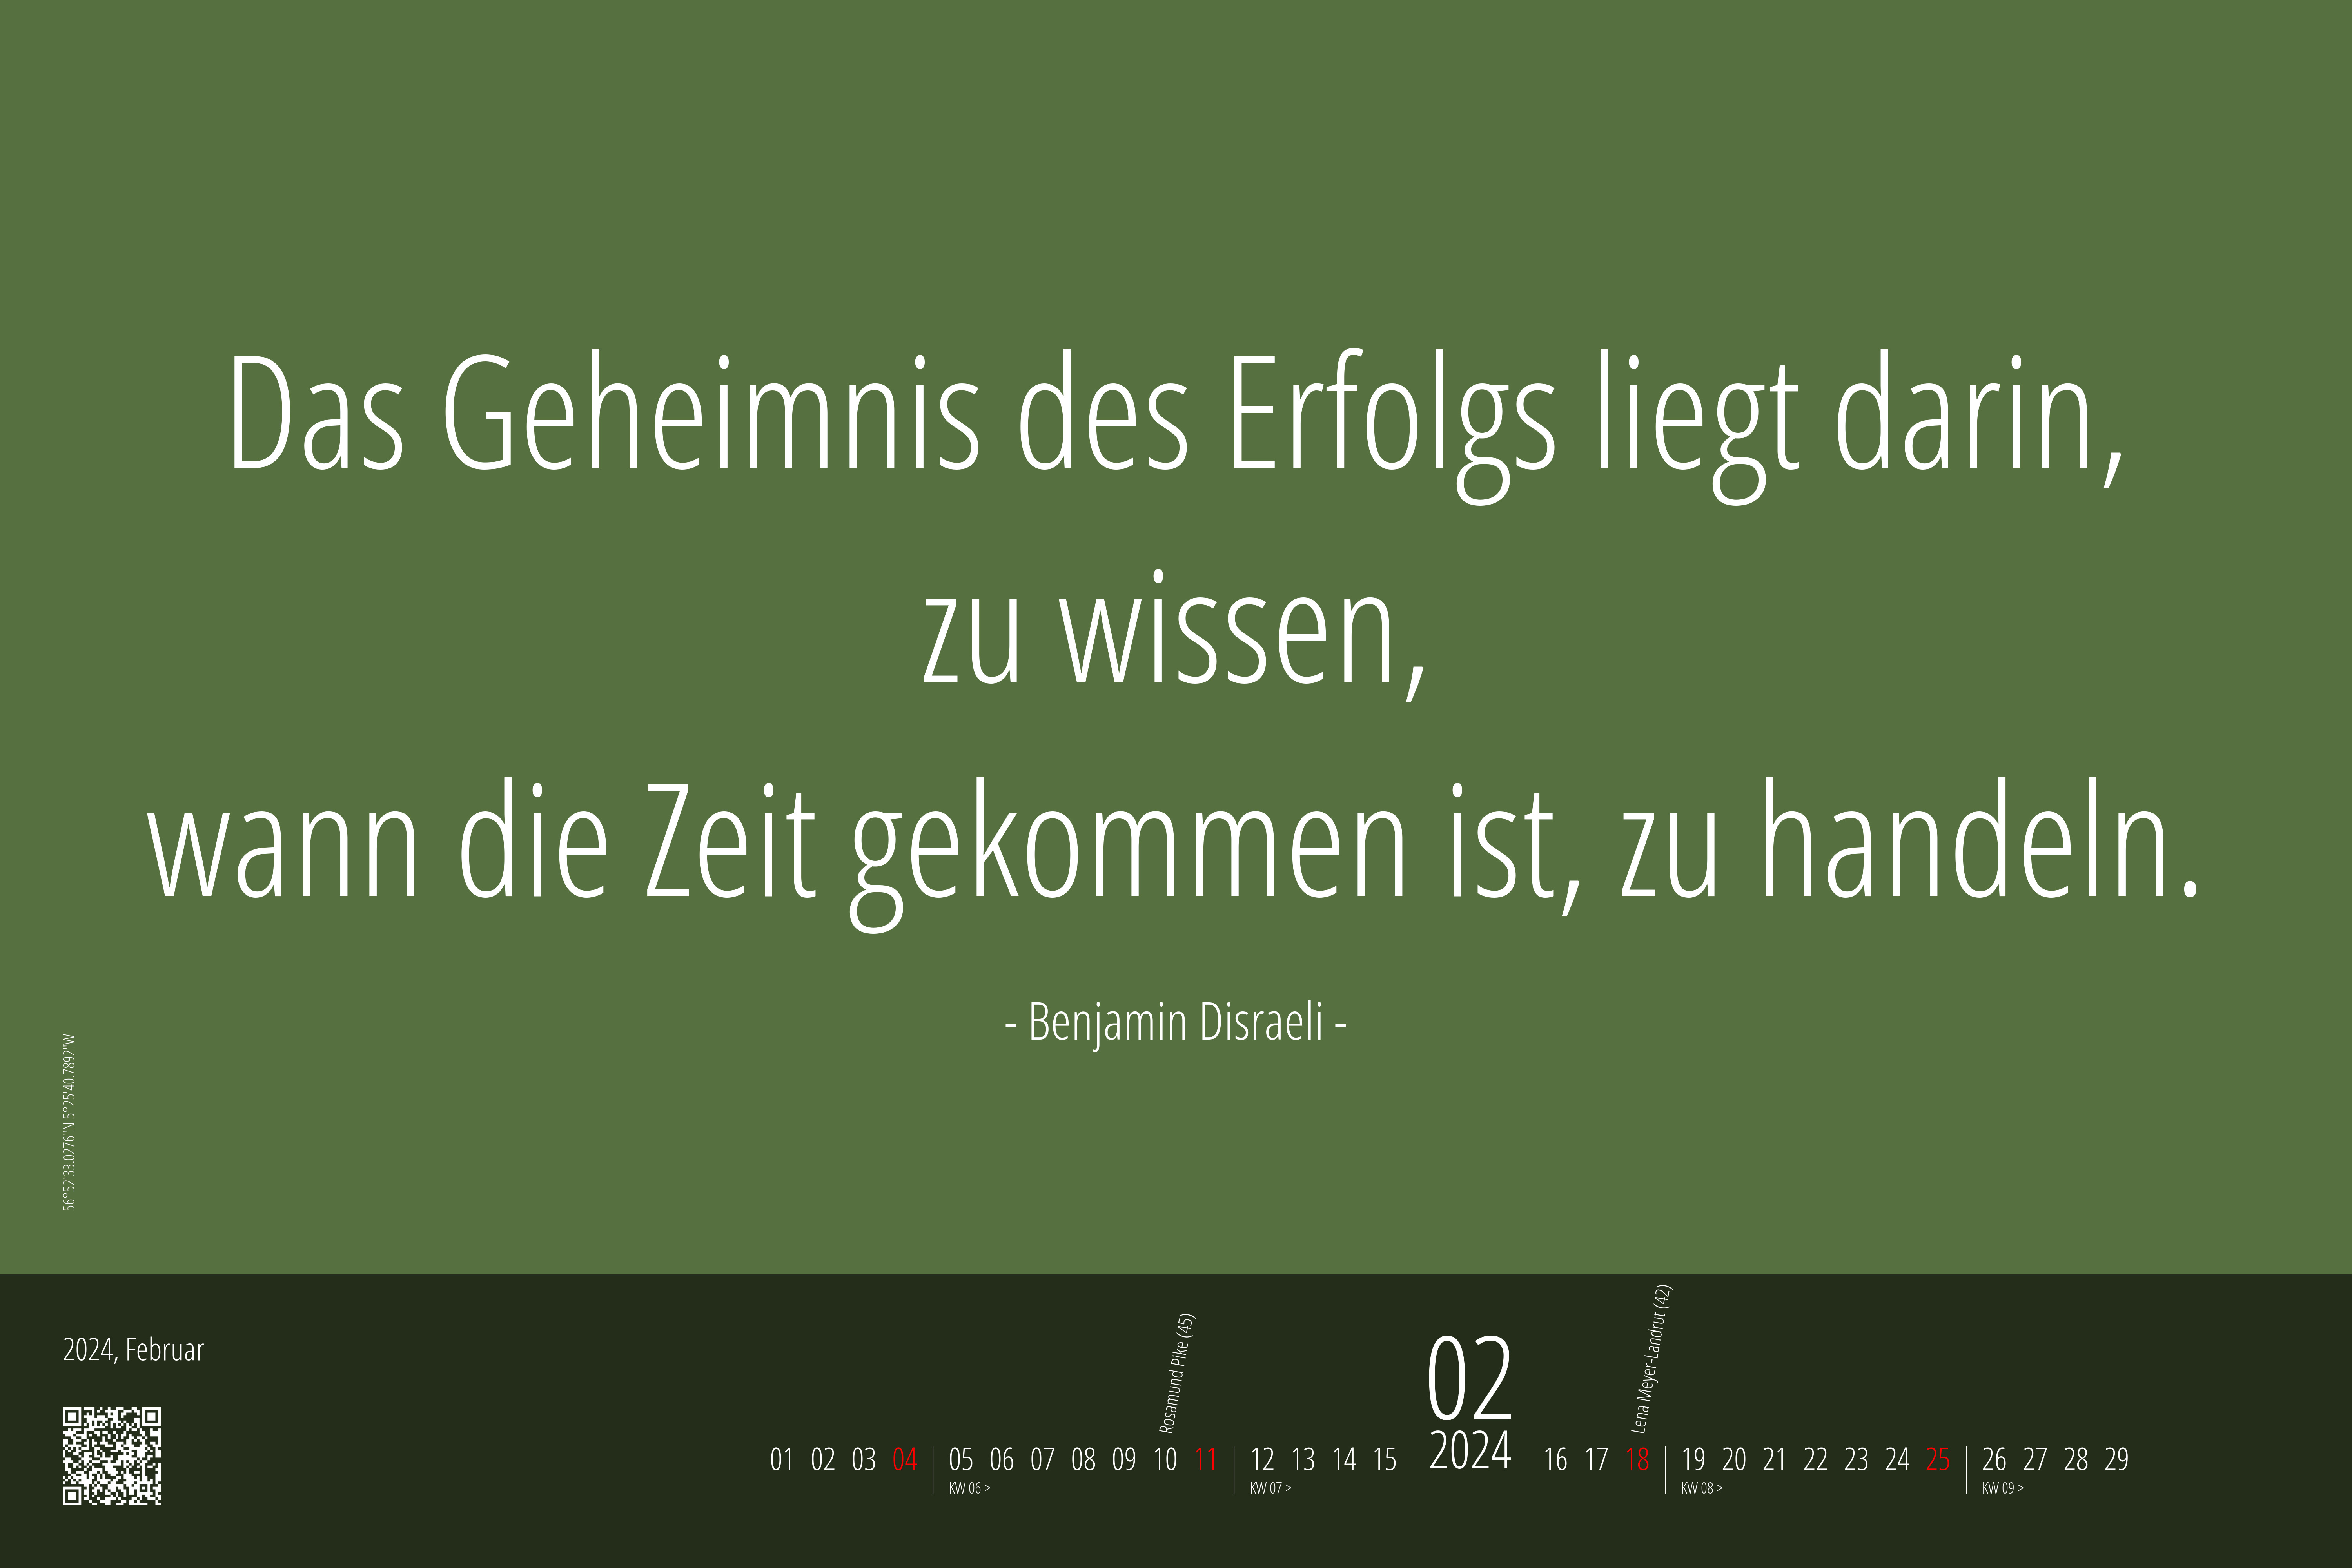 Das Geheimnis des Erfolgs liegt darin,
zu wissen,
wann die Zeit gekommen ist, zu handeln.
- Benjamin Disraeli -
56°52'33.0276"N 5°25'40.7892"W
2024, Februar
Rosamund Pike (45)
Lena Meyer-Landrut (42)
02
2024
01 02 03 04 05 06 07 08 09 10 11 12 13 14 15 16 17 18 19 20 21 22 23 24 25 26 27 28 29
KW 06 > KW 07 > KW 08 > KW 09 >